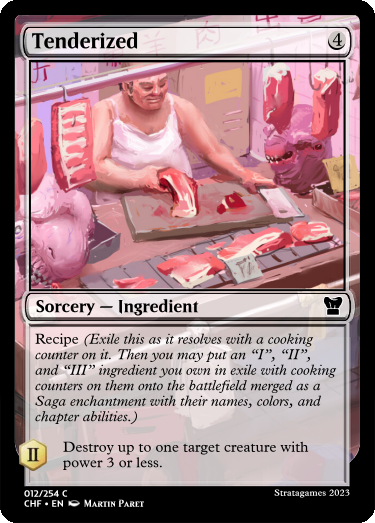 Tenderized 4
Sorcery — Ingredient
Recipe (Exile this as it resolves with a cooking
counter on it. Then you may put an “I”, “II”,
and “III” ingredient you own in exile with cooking
counters on them onto the battlefield merged as a
Saga enchantment with their names, colors, and
chapter abilities.)
II
Destroy up to one target creature with
power 3 or less.
012/254 C
Stratagames 2023
CHF • EN Martin Paret